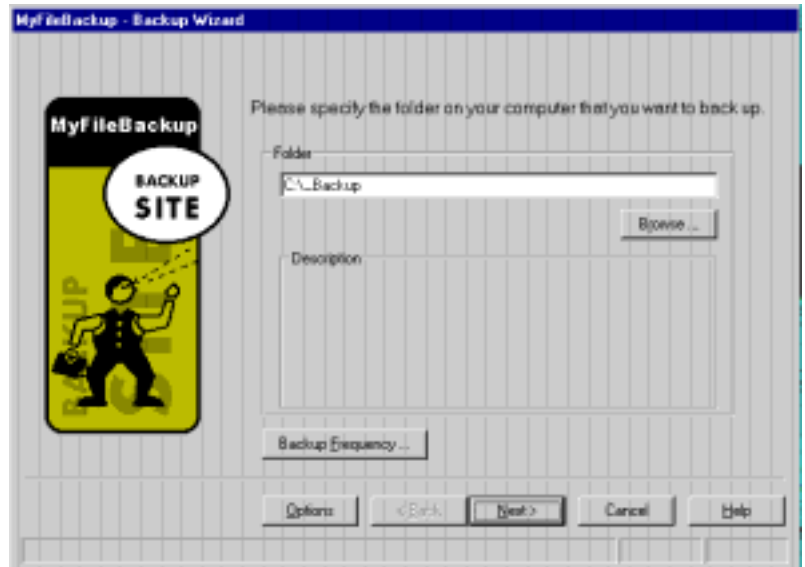 MyFileBackup - Backup Wizard
MyFileBackup
BACKUP
SITE
BACKUP
SITE
Please specify the folder on your computer that you want to back up.
Folder
C:\_Backup
Browse ...
Description
Backup Frequency ...
Options
< Back
Next >
Cancel
Help